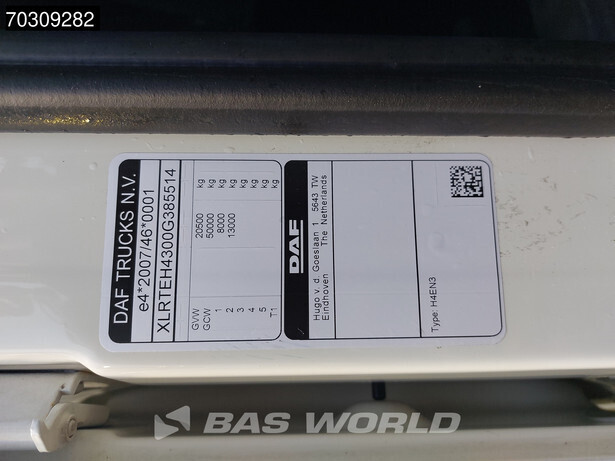 70309282
DAF TRUCKS N.V.
e4*2007/46*0001
XLRTEH4300G385514
GVW 20500 kg
GCW 50000 kg
1 8000 kg
2 13000 kg
3 kg
4 kg
5 kg
T1 kg
DAF
Hugo v. d. Goeslaan 1 5643 TW
Eindhoven The Netherlands
Type: H4EN3
BAS WORLD